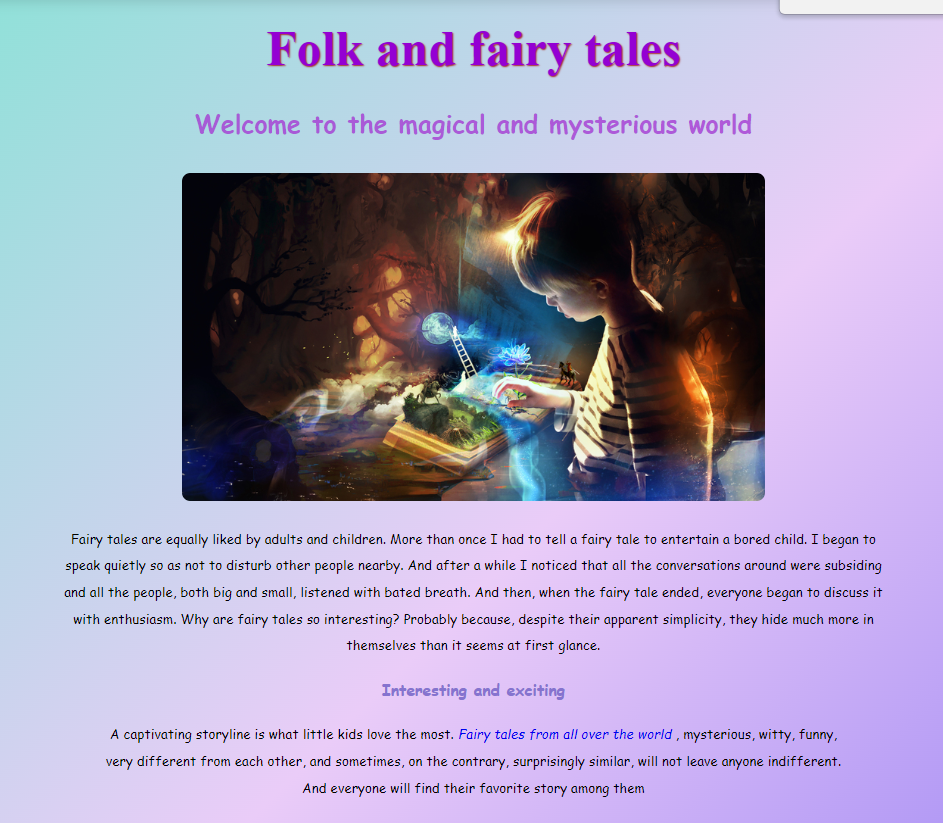 Folk and fairy tales
Welcome to the magical and mysterious world
Fairy tales are equally liked by adults and children. More than once I had to tell a fairy tale to entertain a bored child. I began to
speak quietly so as not to disturb other people nearby. And after a while I noticed that all the conversations around were subsiding
and all the people, both big and small, listened with bated breath. And then, when the fairy tale ended, everyone began to discuss it
with enthusiasm. Why are fairy tales so interesting? Probably because, despite their apparent simplicity, they hide much more in
themselves than it seems at first glance.
Interesting and exciting
A captivating storyline is what little kids love the most. Fairy tales from all over the world , mysterious, witty, funny,
very different from each other, and sometimes, on the contrary, surprisingly similar, will not leave anyone indifferent.
And everyone will find their favorite story among them